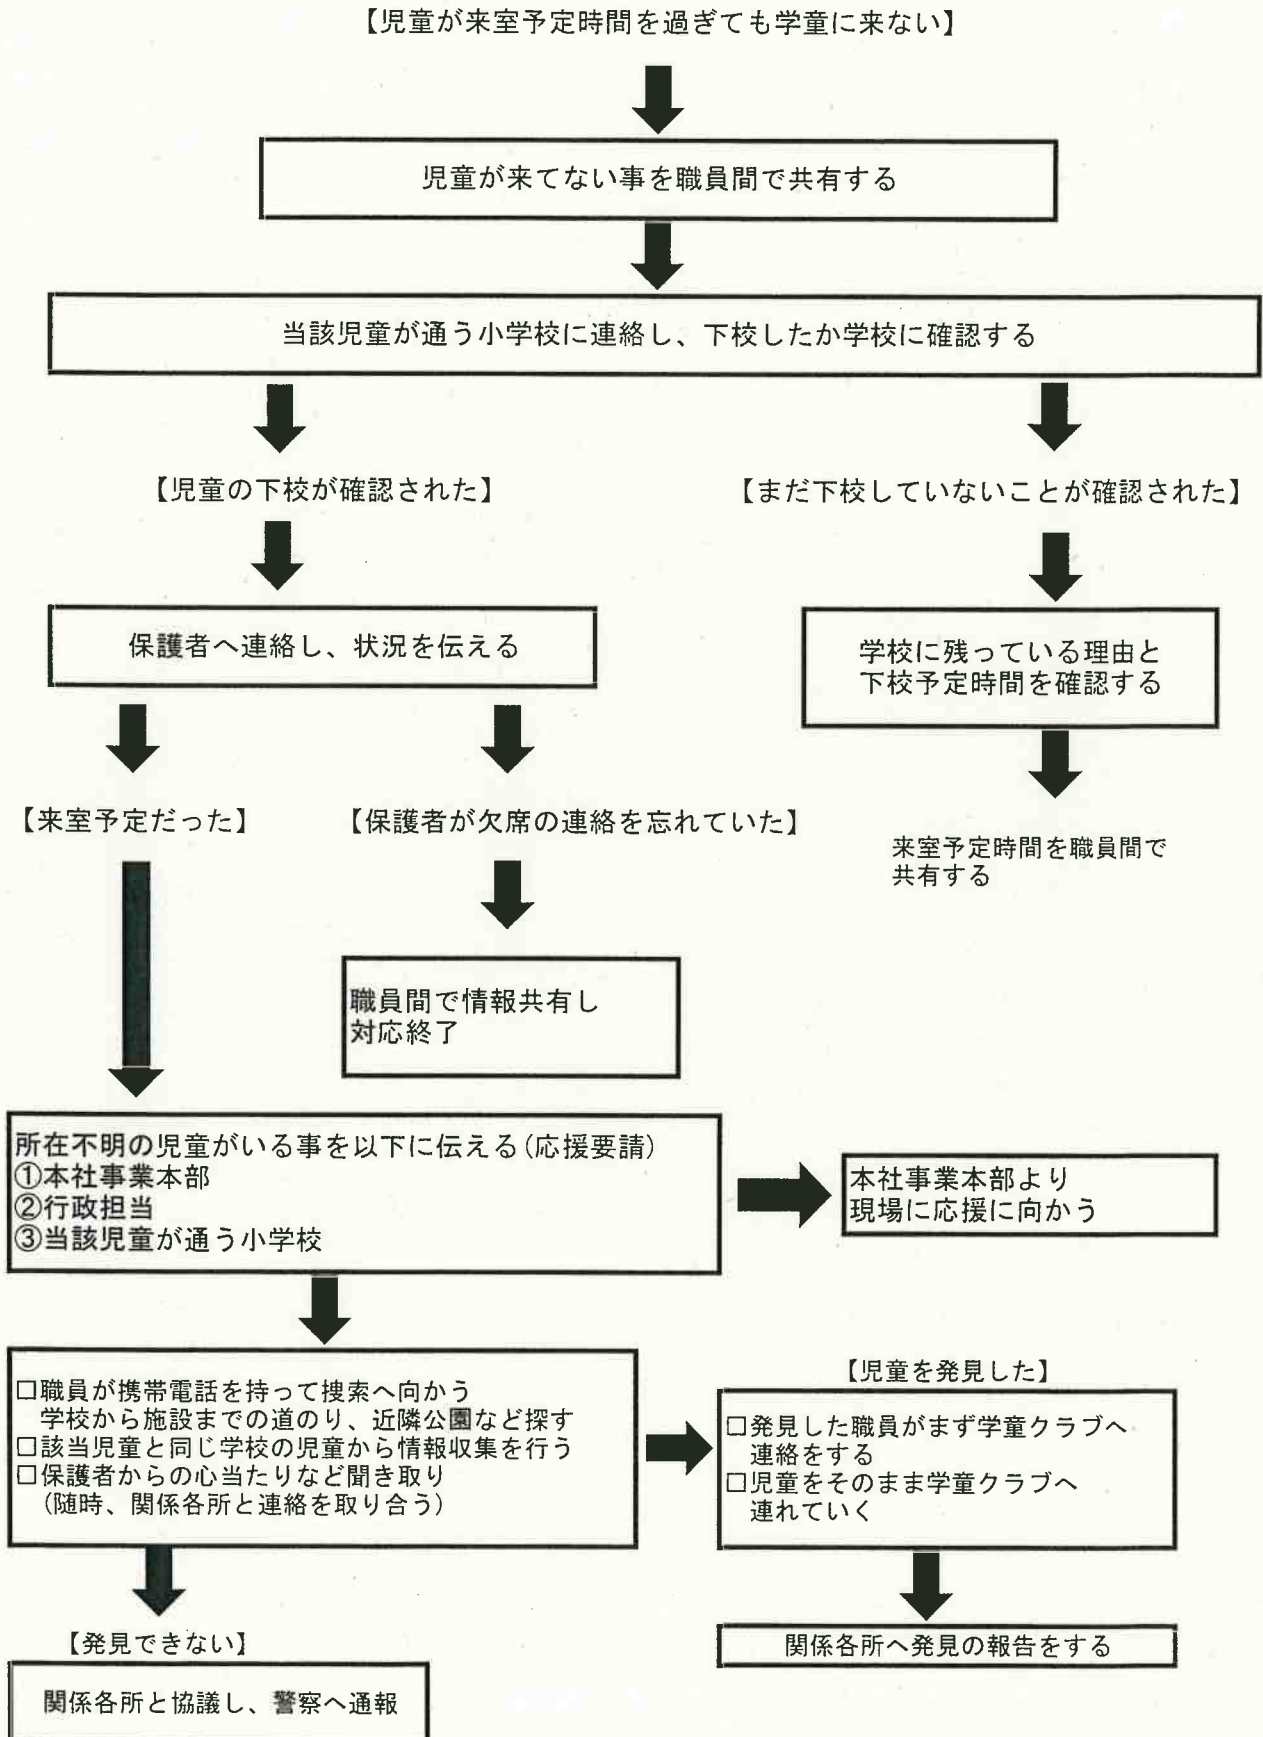 【児童が来室予定時間を過ぎても学童に来ない】
児童が来てない事を職員間で共有する
当該児童が通う小学校に連絡し、下校したか学校に確認する
【児童の下校が確認された】
【まだ下校していないことが確認された】
保護者へ連絡し、状況を伝える
学校に残っている理由と
下校予定時間を確認する
【来室予定だった】
【保護者が欠席の連絡を忘れていた】
来室予定時間を職員間で
共有する
職員間で情報共有し
対応終了
所在不明の児童がいる事を以下に伝える(応援要請)
①本社事業本部
②行政担当
③当該児童が通う小学校
本社事業本部より
現場に応援に向かう
□職員が携帯電話を持って捜索へ向かう
学校から施設までの道のり、近隣公園など探す
□該当児童と同じ学校の児童から情報収集を行う
□保護者からの心当たりなど聞き取り
(随時、関係各所と連絡を取り合う)
【児童を発見した】
□発見した職員がまず学童クラブへ
連絡をする
□児童をそのまま学童クラブへ
連れていく
関係各所へ発見の報告をする
【発見できない】
関係各所と協議し、警察へ通報